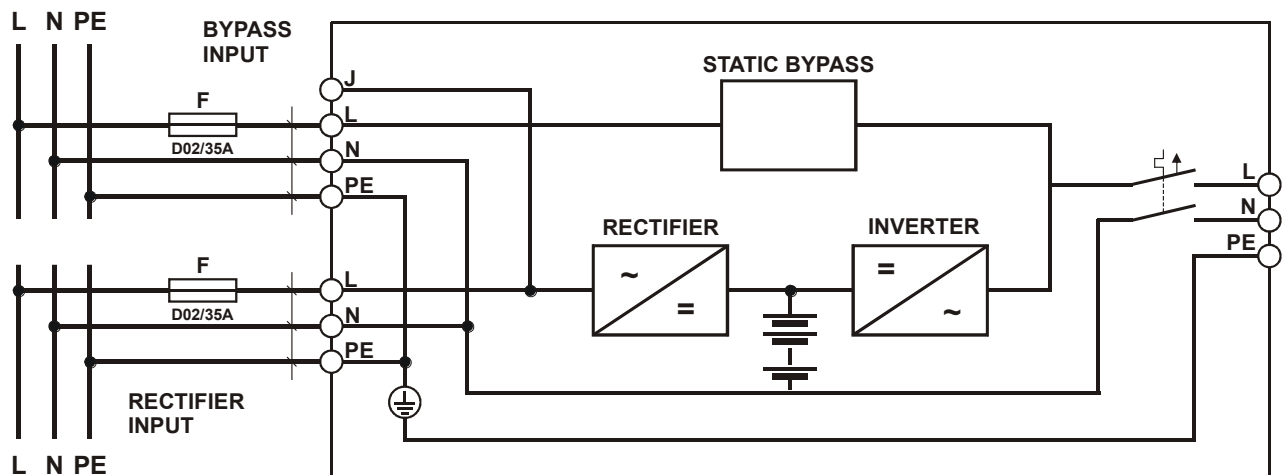 L N PE
BYPASS
INPUT
STATIC BYPASS
J
F
L
D02/35A
N
PE
L
N
PE
RECTIFIER
INVERTER
~
=
=
~
F
L
D02/35A
N
PE
RECTIFIER
INPUT
L N PE